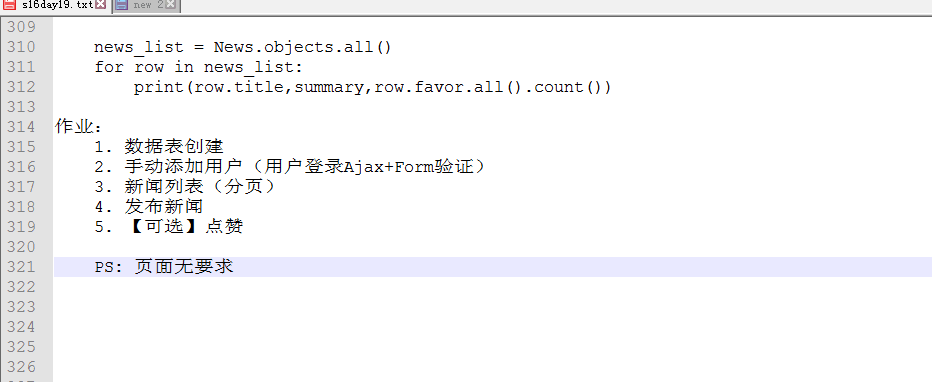 s16day19.txt new 2
309
310 news_list = News.objects.all()
311 for row in news_list:
312 print(row.title,summary,row.favor.all().count())
313
314 作业:
315 1. 数据表创建
316 2. 手动添加用户（用户登录Ajax+Form验证）
317 3. 新闻列表（分页）
318 4. 发布新闻
319 5. 【可选】点赞
320
321 PS: 页面无要求
322
323
324
325
326